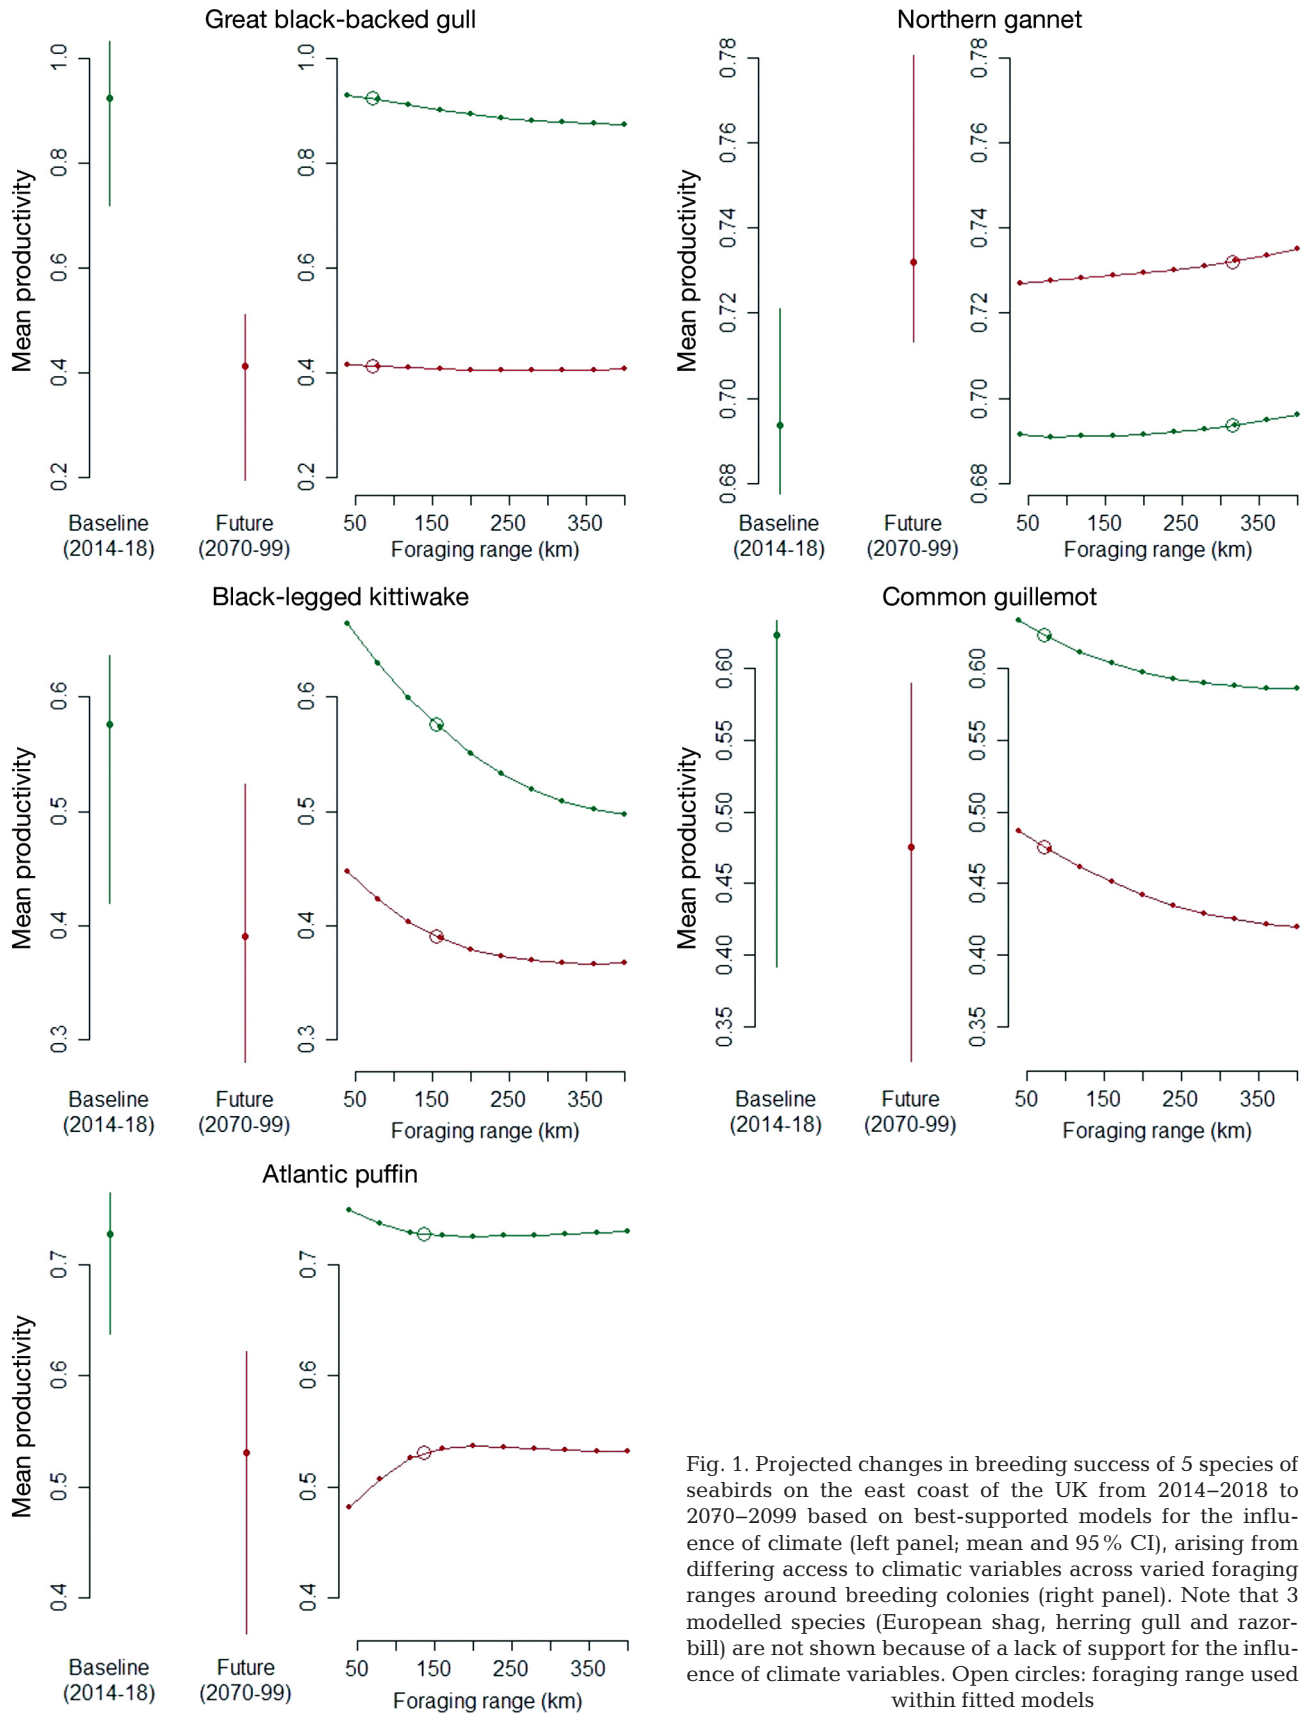 Great black-backed gull
Mean productivity
1.0
0.8
0.6
0.4
0.2
Baseline
(2014-18)
Future
(2070-99)
1.0
0.8
0.6
0.4
0.2
50 150 250 350
Foraging range (km)
Northern gannet
Mean productivity
0.78
0.76
0.74
0.72
0.70
0.68
Baseline
(2014-18)
Future
(2070-99)
0.78
0.76
0.74
0.72
0.70
0.68
50 150 250 350
Foraging range (km)
Black-legged kittiwake
Mean productivity
0.6
0.5
0.4
0.3
Baseline
(2014-18)
Future
(2070-99)
0.6
0.5
0.4
0.3
50 150 250 350
Foraging range (km)
Common guillemot
Mean productivity
0.60
0.55
0.50
0.45
0.40
0.35
Baseline
(2014-18)
Future
(2070-99)
0.60
0.55
0.50
0.45
0.40
0.35
50 150 250 350
Foraging range (km)
Atlantic puffin
Mean productivity
0.7
0.6
0.5
0.4
Baseline
(2014-18)
Future
(2070-99)
0.7
0.6
0.5
0.4
50 150 250 350
Foraging range (km)
Fig. 1. Projected changes in breeding success of 5 species of
seabirds on the east coast of the UK from 2014–2018 to
2070–2099 based on best-supported models for the influ-
ence of climate (left panel; mean and 95% CI), arising from
differing access to climatic variables across varied foraging
ranges around breeding colonies (right panel). Note that 3
modelled species (European shag, herring gull and razor-
bill) are not shown because of a lack of support for the influ-
ence of climate variables. Open circles: foraging range used
within fitted models